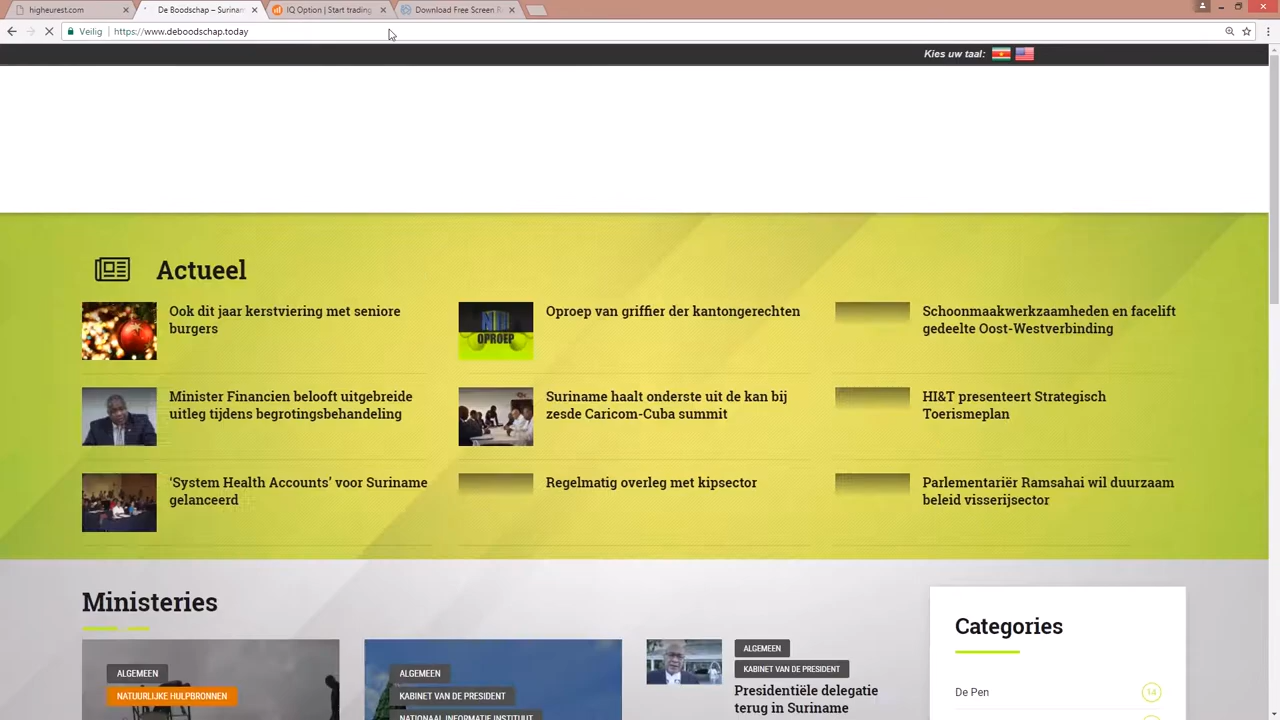 higheurest.com
De Boodschap – Surinam
IQ Option | Start trading
Download Free Screen R
Veilig
https://www.deboodschap.today
Kies uw taal:
Actueel
Ook dit jaar kerstviering met seniore
burgers
Oproep van griffier der kantongerechten
OPROEP
Schoonmaakwerkzaamheden en facelift
gedeelte Oost-Westverbinding
Minister Financien belooft uitgebreide
uitleg tijdens begrotingsbehandeling
Suriname haalt onderste uit de kan bij
zesde Caricom-Cuba summit
HI&T presenteert Strategisch
Toerismeplan
‘System Health Accounts’ voor Suriname
gelanceerd
Regelmatig overleg met kipsector
Parlementariër Ramsahai wil duurzaam
beleid visserijsector
Ministeries
ALGEMEEN
NATUURLIJKE HULPBRONNEN
ALGEMEEN
KABINET VAN DE PRESIDENT
NATIONAAL INFORMATIE INSTITUUT
ALGEMEEN
KABINET VAN DE PRESIDENT
Presidentiële delegatie
terug in Suriname
Categories
De Pen
14